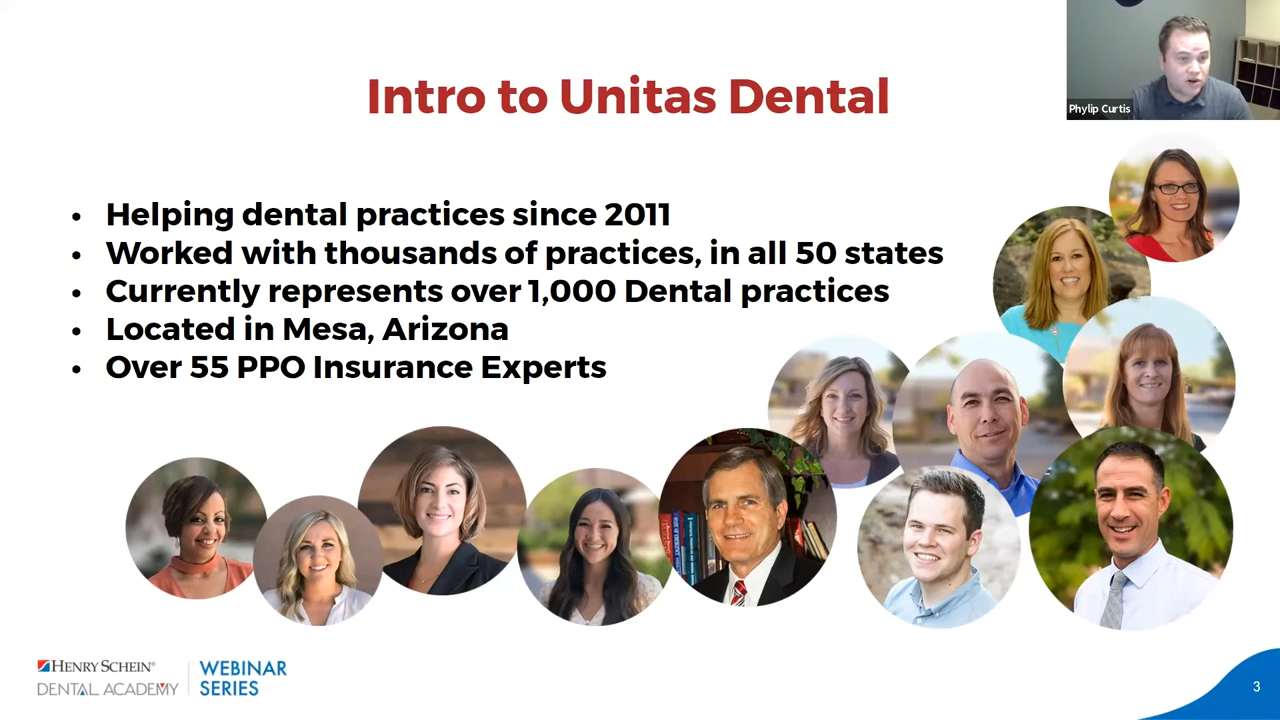 Intro to Unitas Dental
Phylip Curtis
• Helping dental practices since 2011
• Worked with thousands of practices, in all 50 states
• Currently represents over 1,000 Dental practices
• Located in Mesa, Arizona
• Over 55 PPO Insurance Experts
HENRY SCHEIN®
DENTAL ACADEMY
WEBINAR
SERIES
3